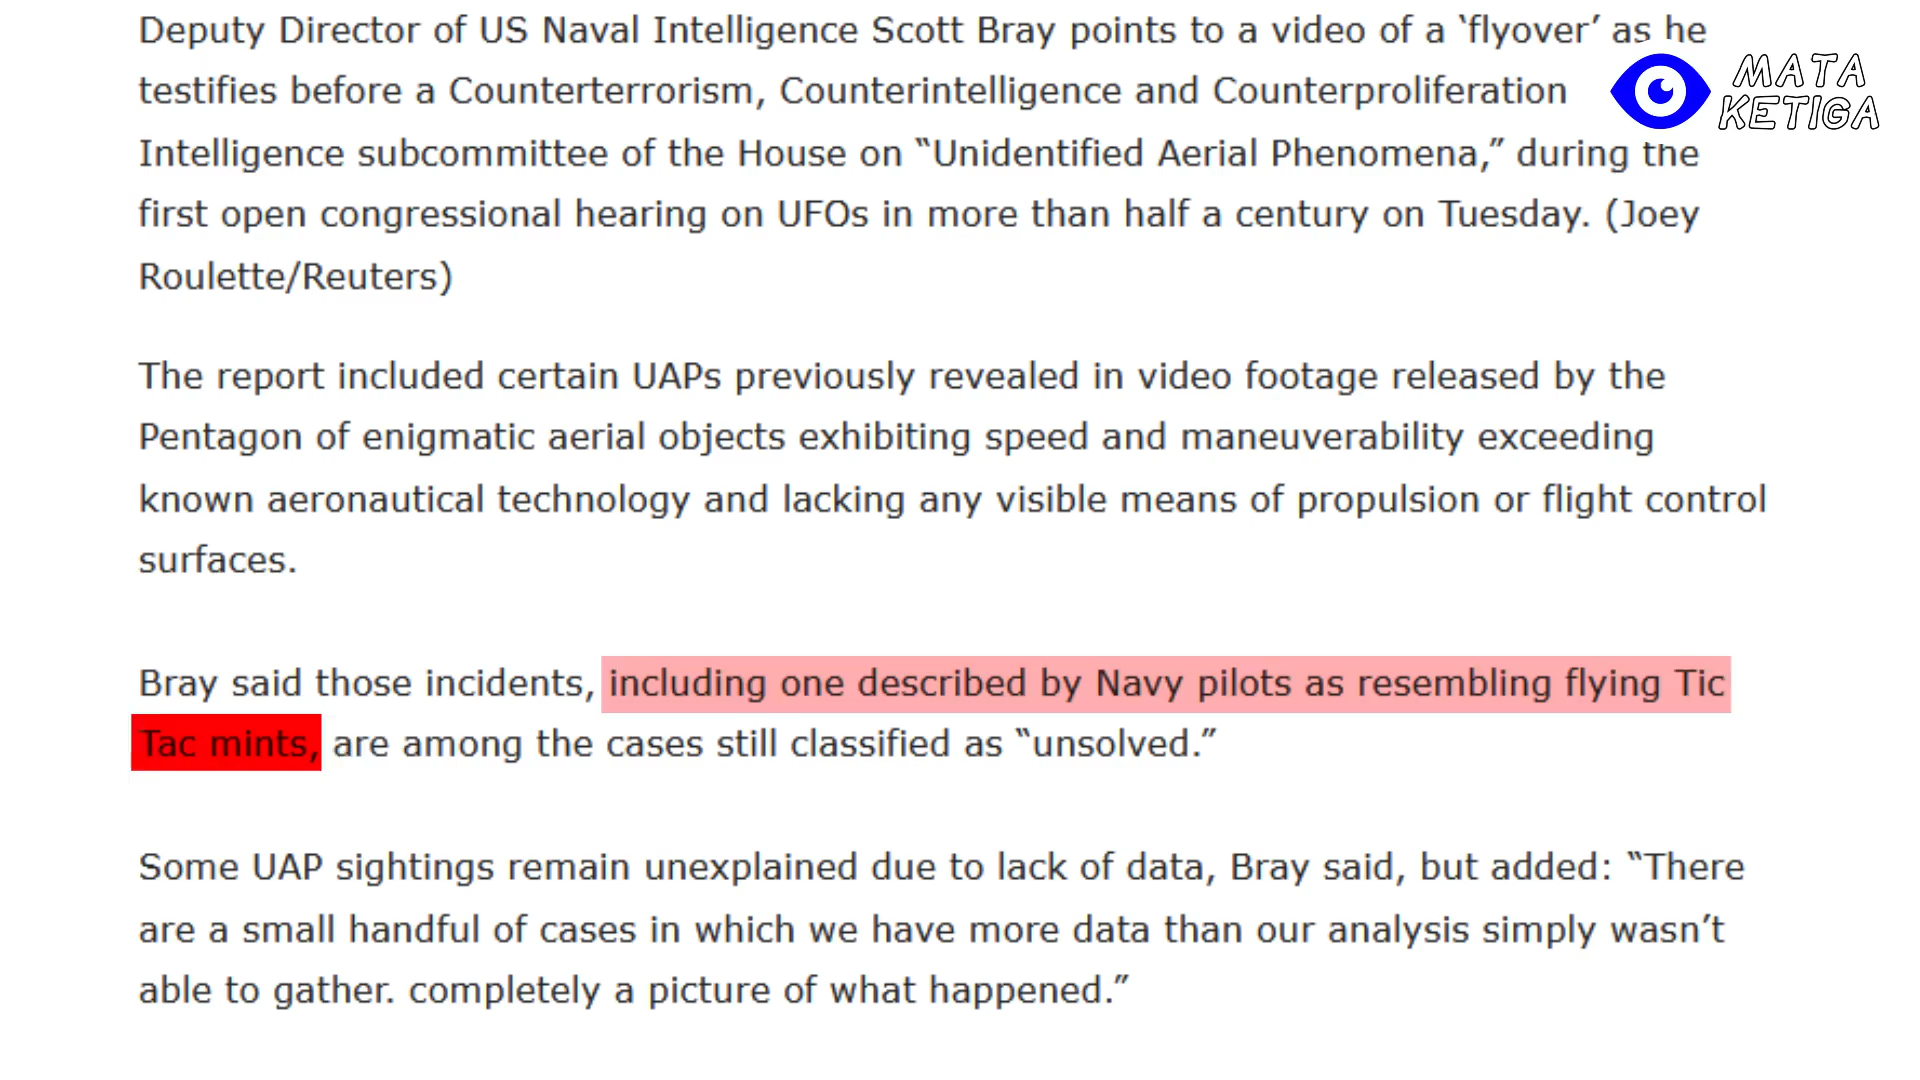 Deputy Director of US Naval Intelligence Scott Bray points to a video of a ‘flyover’ as he
testifies before a Counterterrorism, Counterintelligence and Counterproliferation
MATA
KETIGA
Intelligence subcommittee of the House on “Unidentified Aerial Phenomena,” during the
first open congressional hearing on UFOs in more than half a century on Tuesday. (Joey
Roulette/Reuters)
The report included certain UAPs previously revealed in video footage released by the
Pentagon of enigmatic aerial objects exhibiting speed and maneuverability exceeding
known aeronautical technology and lacking any visible means of propulsion or flight control
surfaces.
Bray said those incidents, including one described by Navy pilots as resembling flying Tic
Tac mints, are among the cases still classified as “unsolved.”
Some UAP sightings remain unexplained due to lack of data, Bray said, but added: “There
are a small handful of cases in which we have more data than our analysis simply wasn’t
able to gather. completely a picture of what happened.”